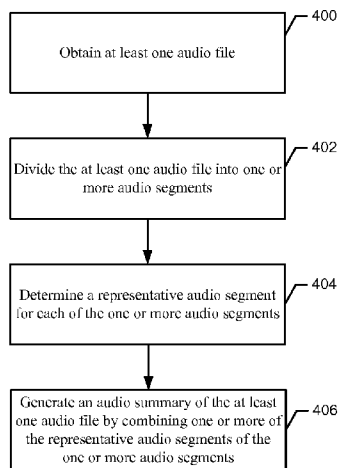 400
Obtain at least one audio file
402
Divide the at least one audio file into one or
more audio segments
404
Determine a representative audio segment
for each of the one or more audio segments
Generate an audio summary of the at least
one audio file by combining one or more of
the representative audio segments of the
one or more audio segments
406